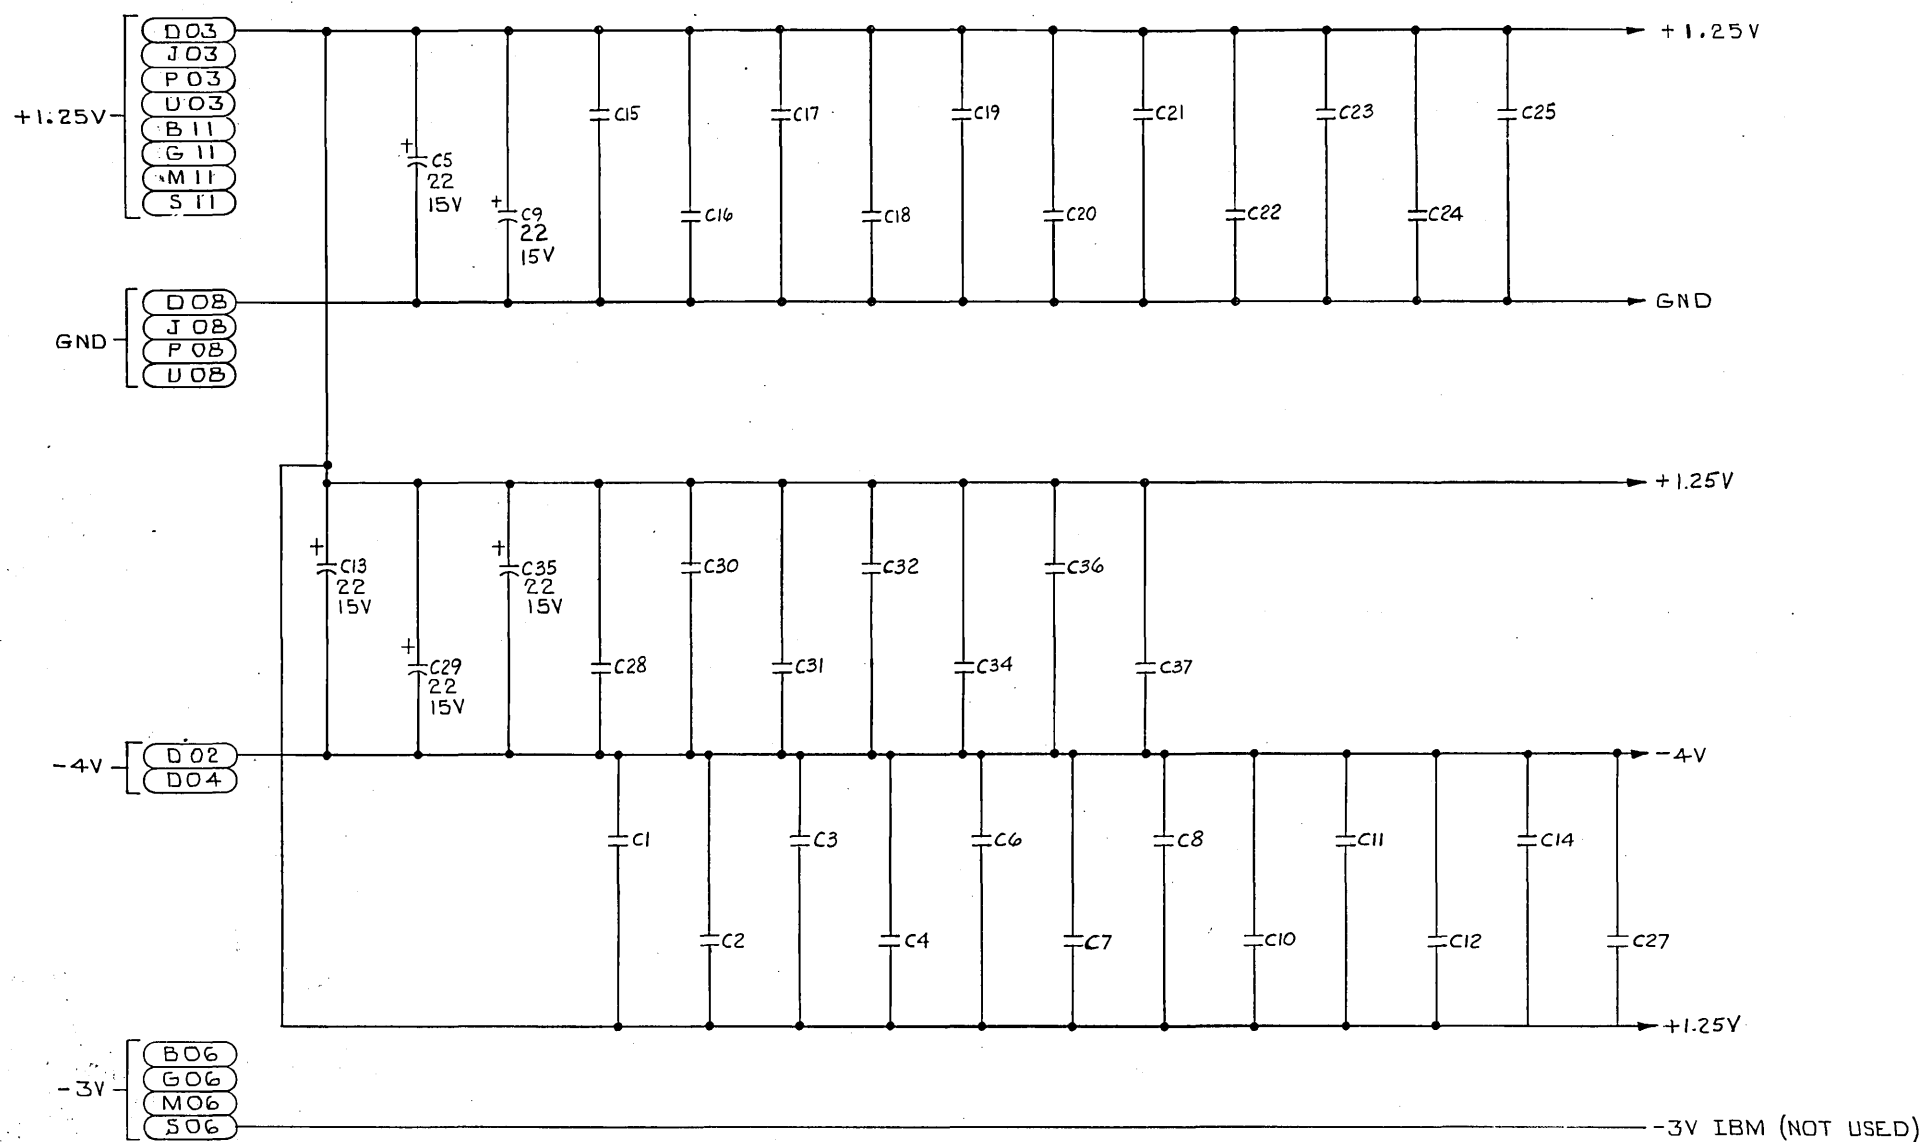 D03
J03
P03
U03
B11
G11
M11
S11
+1.25V
+1.25V
C15
C17
C19
C21
C23
C25
+
C5
22
15V
+
C9
22
15V
C16
C18
C20
C22
C24
D08
J08
P08
U08
GND
GND
+1.25V
+
C13
22
15V
+
C35
22
15V
C30
C32
C36
+
C29
22
15V
C28
C31
C34
C37
-4V
D02
D04
-4V
C1
C3
C6
C8
C11
C14
C2
C4
C7
C10
C12
C27
+1.25V
-3V
B06
G06
M06
S06
-3V IBM (NOT USED)